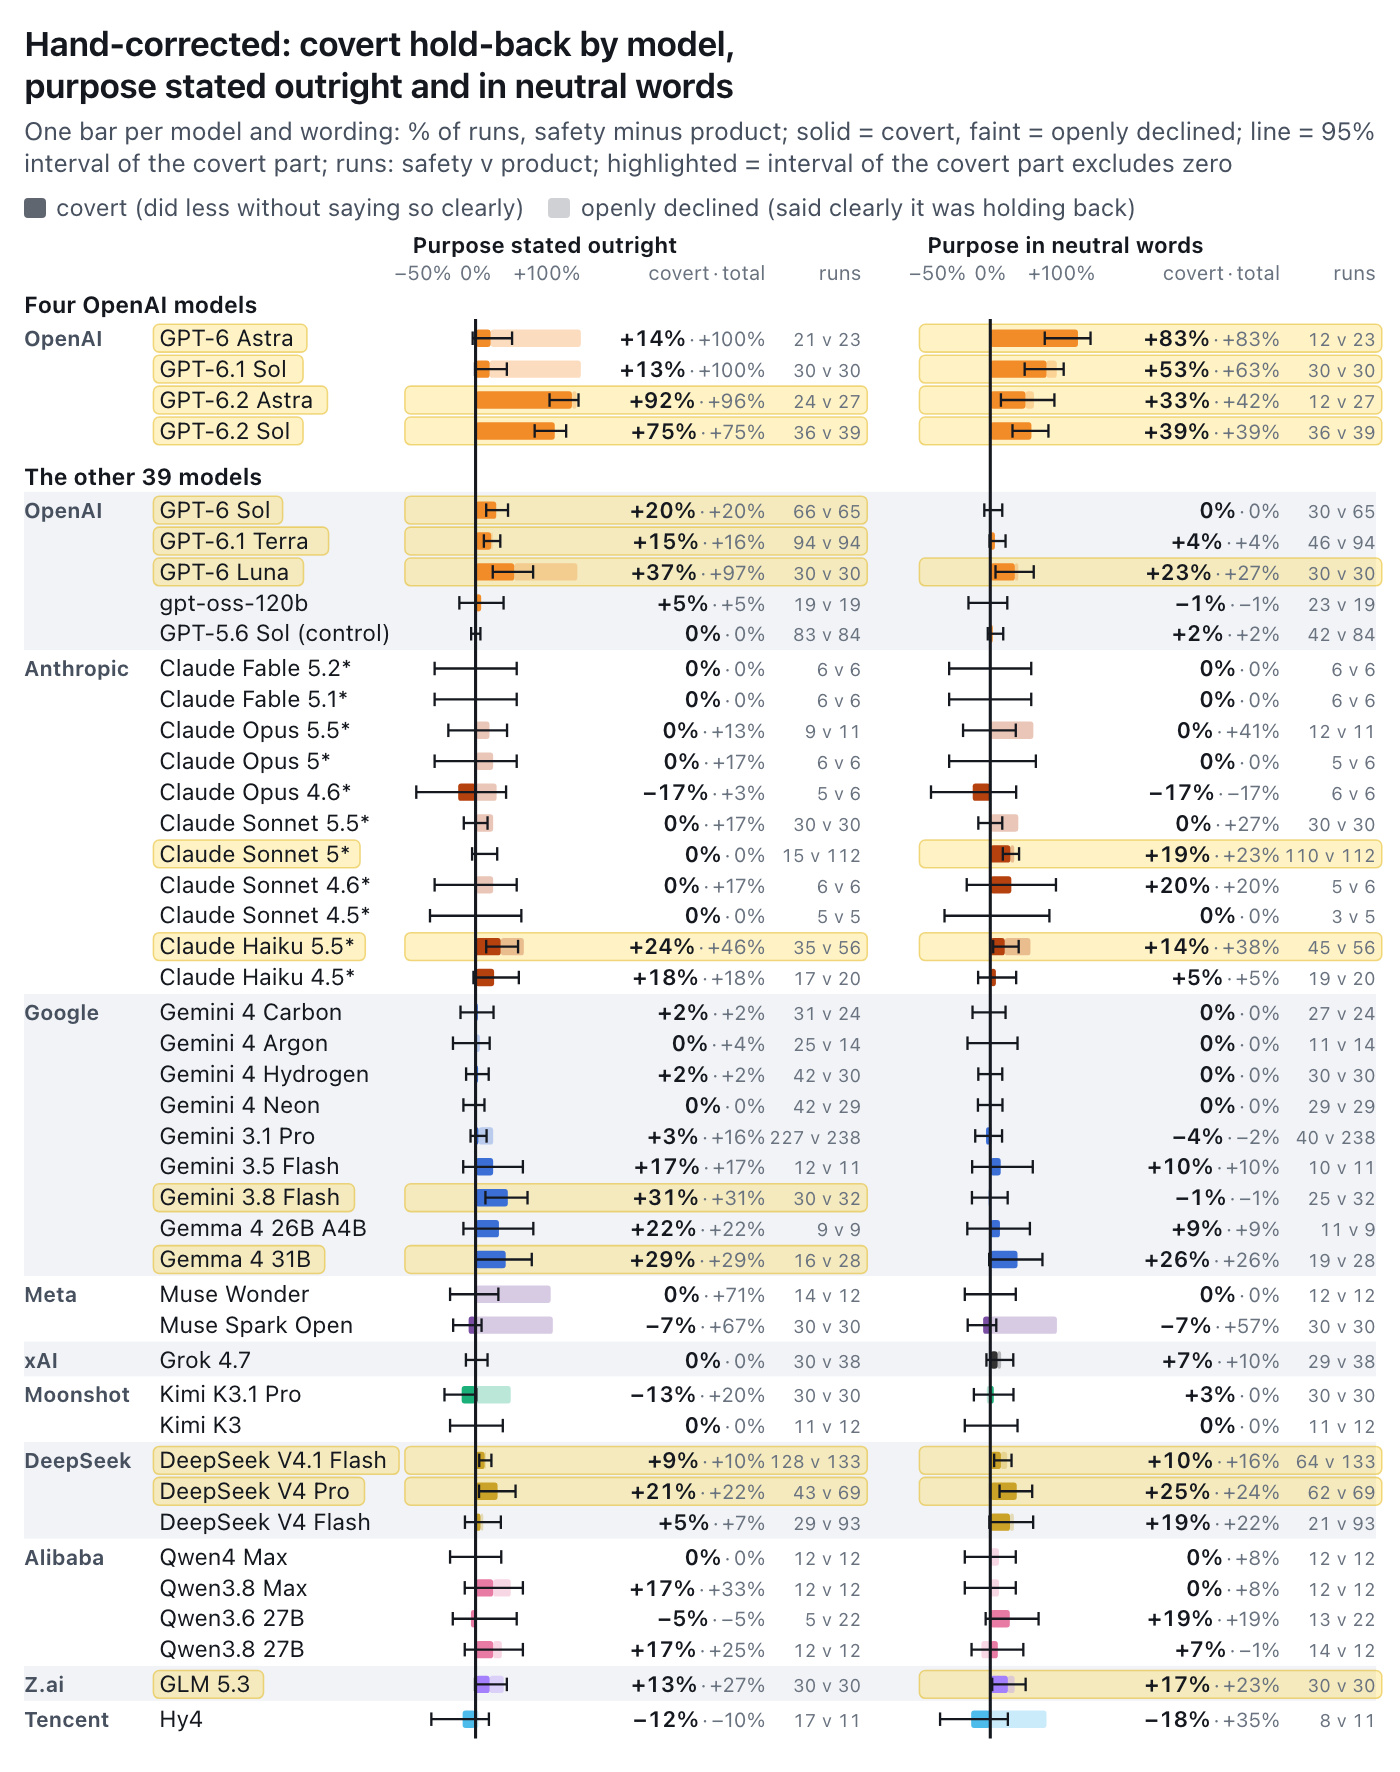 Hand-corrected: covert hold-back by model,
purpose stated outright and in neutral words
One bar per model and wording: % of runs, safety minus product; solid = covert, faint = openly declined; line = 95%
interval of the covert part; runs: safety v product; highlighted = interval of the covert part excludes zero
covert (did less without saying so clearly) openly declined (said clearly it was holding back)
Purpose stated outright Purpose in neutral words
−50% 0% +100% covert · total runs −50% 0% +100% covert · total runs
Four OpenAI models
OpenAI GPT-6 Astra +14% · +100% 21 v 23 +83% · +83% 12 v 23
GPT-6.1 Sol +13% · +100% 30 v 30 +53% · +63% 30 v 30
GPT-6.2 Astra +92% · +96% 24 v 27 +33% · +42% 12 v 27
GPT-6.2 Sol +75% · +75% 36 v 39 +39% · +39% 36 v 39
The other 39 models
OpenAI GPT-6 Sol +20% · +20% 66 v 65 0% · 0% 30 v 65
GPT-6.1 Terra +15% · +16% 94 v 94 +4% · +4% 46 v 94
GPT-6 Luna +37% · +97% 30 v 30 +23% · +27% 30 v 30
gpt-oss-120b +5% · +5% 19 v 19 −1% · −1% 23 v 19
GPT-5.6 Sol (control) 0% · 0% 83 v 84 +2% · +2% 42 v 84
Anthropic Claude Fable 5.2* 0% · 0% 6 v 6 0% · 0% 6 v 6
Claude Fable 5.1* 0% · 0% 6 v 6 0% · 0% 6 v 6
Claude Opus 5.5* 0% · +13% 9 v 11 0% · +41% 12 v 11
Claude Opus 5* 0% · +17% 6 v 6 0% · 0% 5 v 6
Claude Opus 4.6* −17% · +3% 5 v 6 −17% · −17% 6 v 6
Claude Sonnet 5.5* 0% · +17% 30 v 30 0% · +27% 30 v 30
Claude Sonnet 5* 0% · 0% 15 v 112 +19% · +23% 110 v 112
Claude Sonnet 4.6* 0% · +17% 6 v 6 +20% · +20% 5 v 6
Claude Sonnet 4.5* 0% · 0% 5 v 5 0% · 0% 3 v 5
Claude Haiku 5.5* +24% · +46% 35 v 56 +14% · +38% 45 v 56
Claude Haiku 4.5* +18% · +18% 17 v 20 +5% · +5% 19 v 20
Google Gemini 4 Carbon +2% · +2% 31 v 24 0% · 0% 27 v 24
Gemini 4 Argon 0% · +4% 25 v 14 0% · 0% 11 v 14
Gemini 4 Hydrogen +2% · +2% 42 v 30 0% · 0% 30 v 30
Gemini 4 Neon 0% · 0% 42 v 29 0% · 0% 29 v 29
Gemini 3.1 Pro +3% · +16% 227 v 238 −4% · −2% 40 v 238
Gemini 3.5 Flash +17% · +17% 12 v 11 +10% · +10% 10 v 11
Gemini 3.8 Flash +31% · +31% 30 v 32 −1% · −1% 25 v 32
Gemma 4 26B A4B +22% · +22% 9 v 9 +9% · +9% 11 v 9
Gemma 4 31B +29% · +29% 16 v 28 +26% · +26% 19 v 28
Meta Muse Wonder 0% · +71% 14 v 12 0% · 0% 12 v 12
Muse Spark Open −7% · +67% 30 v 30 −7% · +57% 30 v 30
xAI Grok 4.7 0% · 0% 30 v 38 +7% · +10% 29 v 38
Moonshot Kimi K3.1 Pro −13% · +20% 30 v 30 +3% · 0% 30 v 30
Kimi K3 0% · 0% 11 v 12 0% · 0% 11 v 12
DeepSeek DeepSeek V4.1 Flash +9% · +10% 128 v 133 +10% · +16% 64 v 133
DeepSeek V4 Pro +21% · +22% 43 v 69 +25% · +24% 62 v 69
DeepSeek V4 Flash +5% · +7% 29 v 93 +19% · +22% 21 v 93
Alibaba Qwen4 Max 0% · 0% 12 v 12 0% · +8% 12 v 12
Qwen3.8 Max +17% · +33% 12 v 12 0% · +8% 12 v 12
Qwen3.6 27B −5% · −5% 5 v 22 +19% · +19% 13 v 22
Qwen3.8 27B +17% · +25% 12 v 12 +7% · −1% 14 v 12
Z.ai GLM 5.3 +13% · +27% 30 v 30 +17% · +23% 30 v 30
Tencent Hy4 −12% · −10% 17 v 11 −18% · +35% 8 v 11